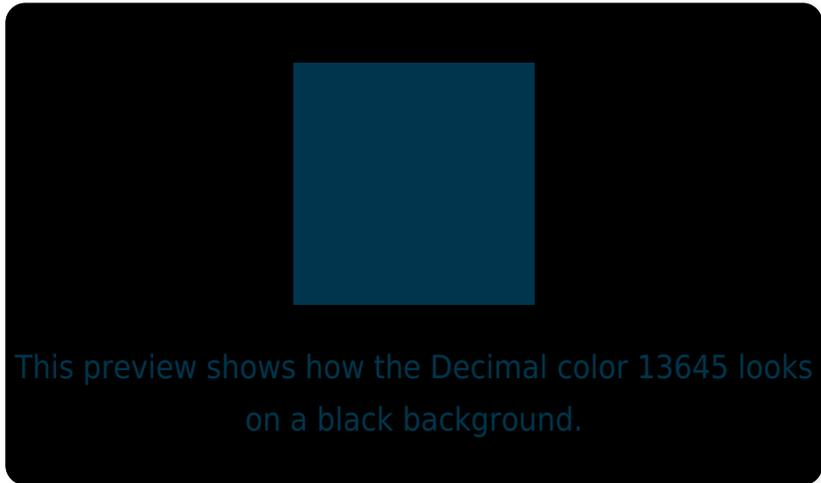 This preview shows how the Decimal color 13645 looks
on a black background.